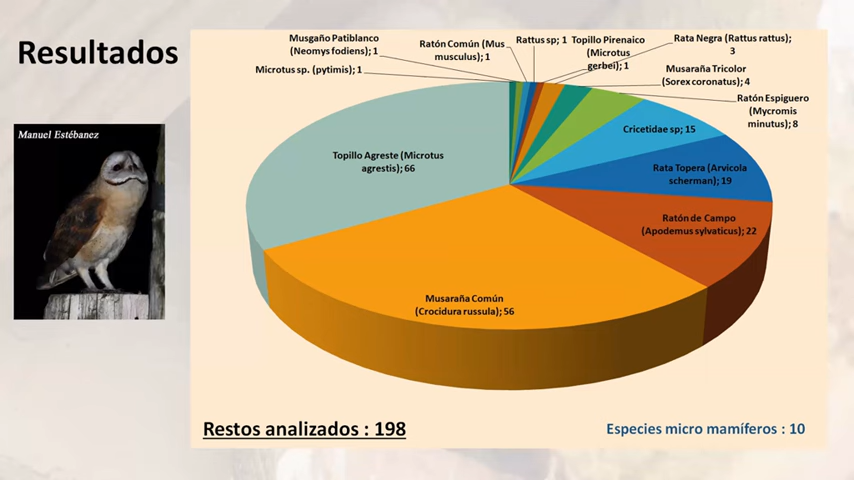 Resultados
Manuel Estébanez
Musgaño Patiblanco
(Neomys fodiens); 1
Microtus sp. (pytimis); 1
Ratón Común (Mus
musculus); 1
Rattus sp; 1
Topillo Pirenaico
(Microtus
gerbei); 1
Rata Negra (Rattus rattus);
3
Musaraña Tricolor
(Sorex coronatus); 4
Ratón Espiguero
(Mycromis
minutus); 8
Cricetidae sp; 15
Topillo Agreste (Microtus
agrestis); 66
Rata Topera (Arvicola
scherman); 19
Ratón de Campo
(Apodemus sylvaticus); 22
Musaraña Común
(Crocidura russula); 56
Restos analizados : 198
Especies micro mamíferos : 10